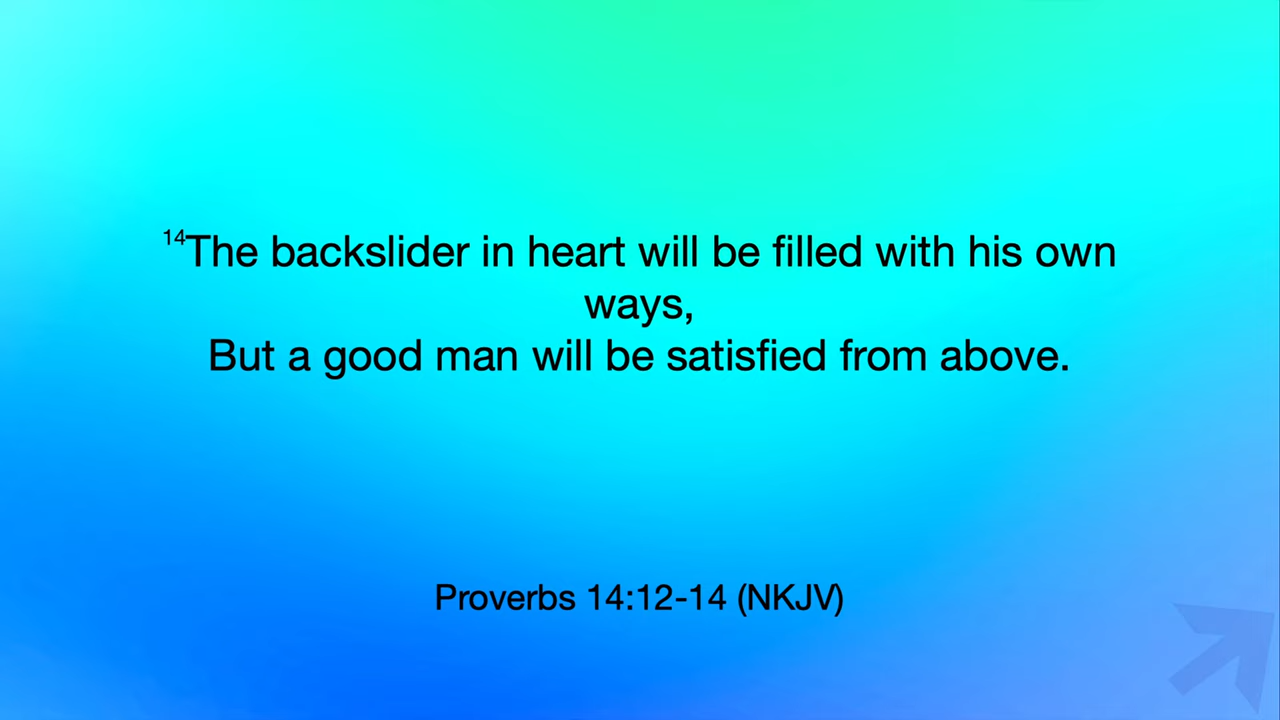 14The backslider in heart will be filled with his own
ways,
But a good man will be satisfied from above.
Proverbs 14:12-14 (NKJV)